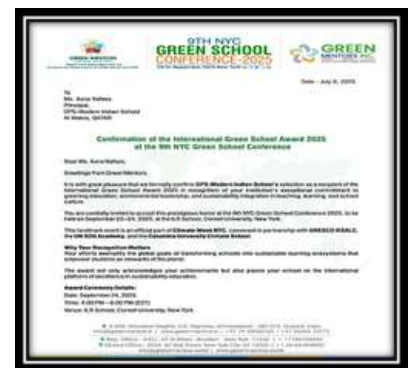 GREEN MENTORS
9TH NYC
GREEN SCHOOL
CONFERENCE-2025
GREEN
MENTORS INC.
Date - July 8, 2025
To
Ms. Asna Nafees,
Principal,
DPS-Modern Indian School
Al Wakra, QATAR
Confirmation of the International Green School Award 2025
at the 9th NYC Green School Conference
Dear Ms. Asna Nafees,
Greetings from Green Mentors.
It is with great pleasure that we formally confirm DPS-Modern Indian School's selection as a recipient of the
International Green School Award 2025 in recognition of your institution's exceptional commitment to
greening education, environmental leadership, and sustainability integration in teaching, learning, and school
culture.
You are cordially invited to accept this prestigious honor at the 9th NYC Green School Conference 2025, to be
held on September 23-24, 2025, at the ILR School, Cornell University, New York.
This landmark event is an official part of Climate Week NYC, convened in partnership with UNESCO IESALC,
the UN SDG Academy, and the Columbia University Climate School.
Why Your Recognition Matters
Your efforts exemplify the global goals of transforming schools into sustainable learning ecosystems that
empower students as stewards of the planet.
The award not only acknowledges your achievements but also places your school on the international
platform of excellence in sustainability education.
Award Ceremony Details:
Date: September 24, 2025
Time: 4:00 PM – 6:00 PM (EDT)
Venue: ILR School, Cornell University, New York